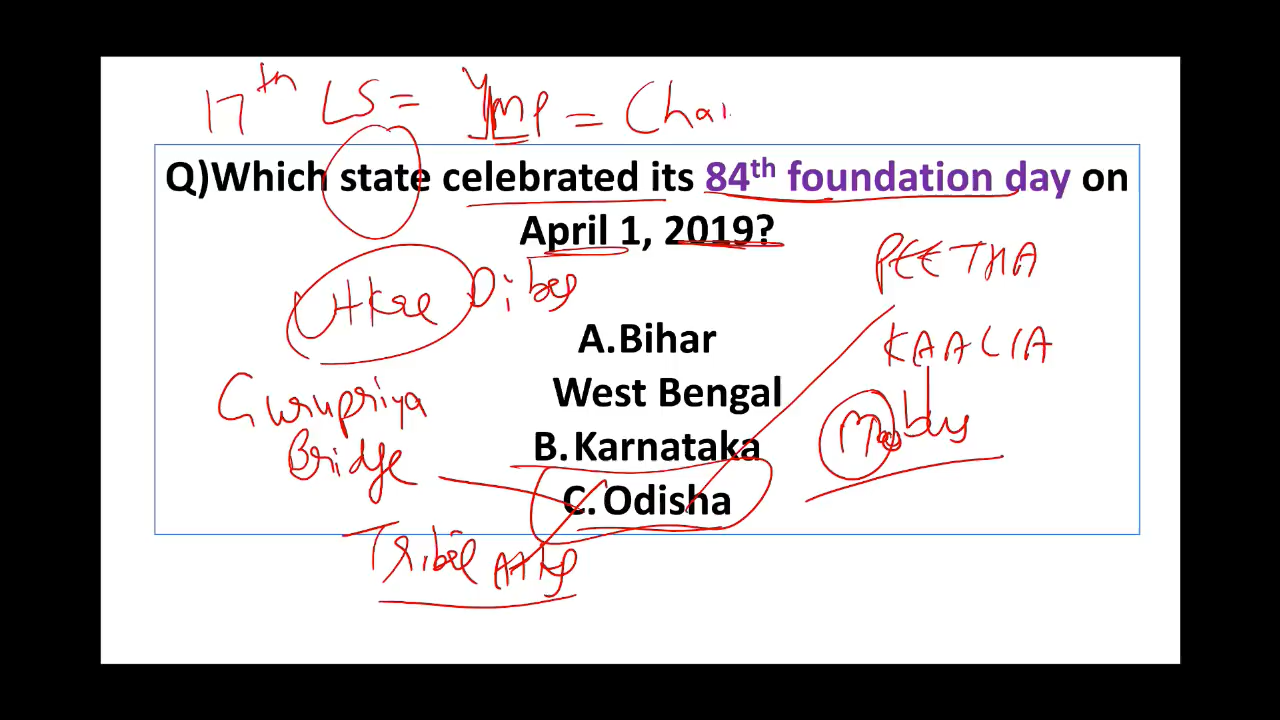 17th LS = YMP = Chai
Q)Which state celebrated its 84th foundation day on
April 1, 2019?
PEETHA
Utkal Dibas
A.Bihar
KAALIA
West Bengal
Gurupriya
Bridge
B.Karnataka
C.Odisha
Tribal